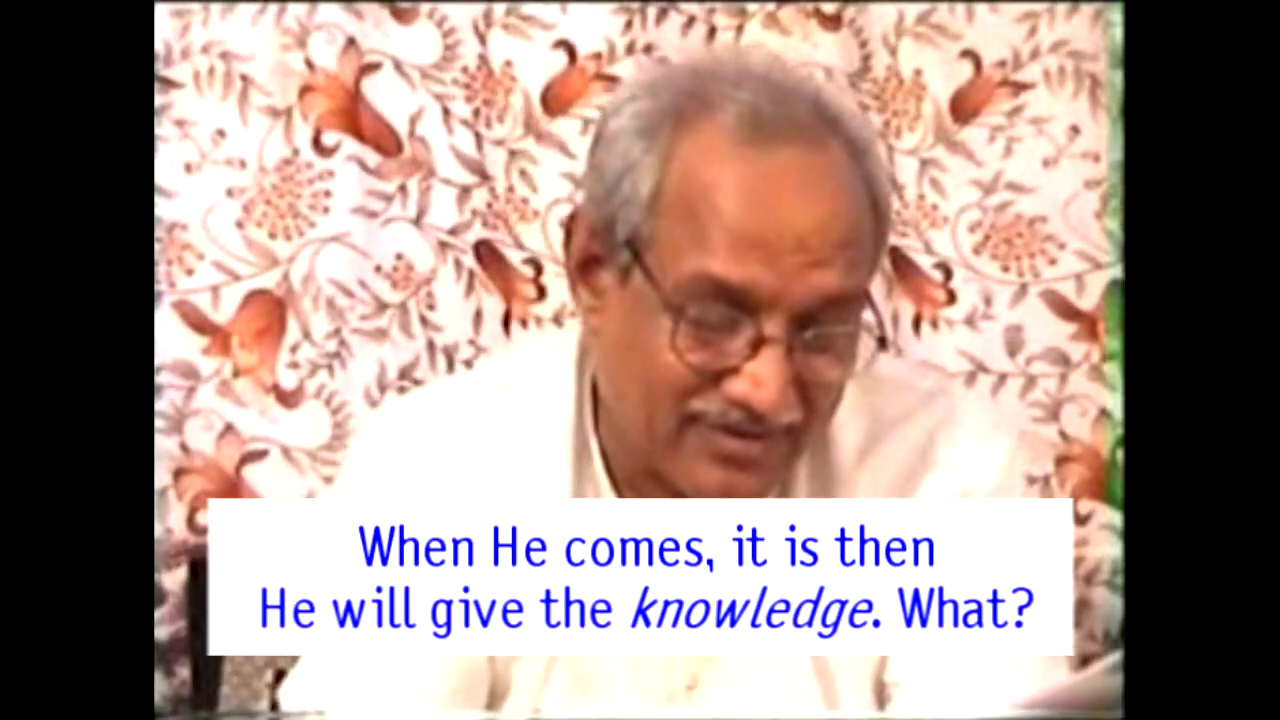 When He comes, it is then
He will give the knowledge. What?